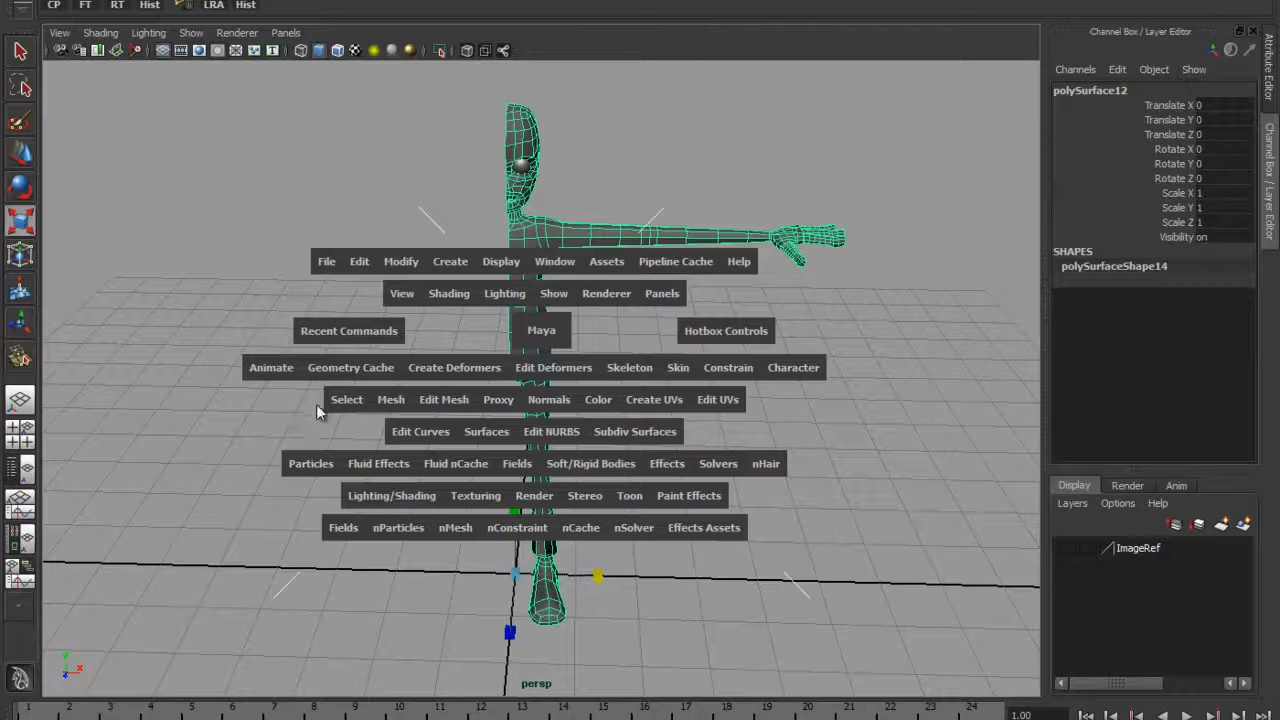 CP FT RT Hist LRA Hist
View Shading Lighting Show Renderer Panels
Channel Box / Layer Editor
Channels Edit Object Show
polySurface12
Translate X 0
Translate Y 0
Translate Z 0
Rotate X 0
Rotate Y 0
Rotate Z 0
Scale X 1
Scale Y 1
Scale Z 1
Visibility on
SHAPES
polySurfaceShape14
Attribute Editor
Channel Box / Layer Editor
File Edit Modify Create Display Window Assets Pipeline Cache Help
View Shading Lighting Show Renderer Panels
Recent Commands Maya Hotbox Controls
Animate Geometry Cache Create Deformers Edit Deformers Skeleton Skin Constrain Character
Select Mesh Edit Mesh Proxy Normals Color Create UVs Edit UVs
Edit Curves Surfaces Edit NURBS Subdiv Surfaces
Particles Fluid Effects Fluid nCache Fields Soft/Rigid Bodies Effects Solvers nHair
Lighting/Shading Texturing Render Stereo Toon Paint Effects
Fields nParticles nMesh nConstraint nCache nSolver Effects Assets
Display Render Anim
Layers Options Help
ImageRef
persp
y
x
z
1 2 3 4 5 6 7 8 9 10 11 12 13 14 15 16 17 18 19 20 21 22 23 24
1.00